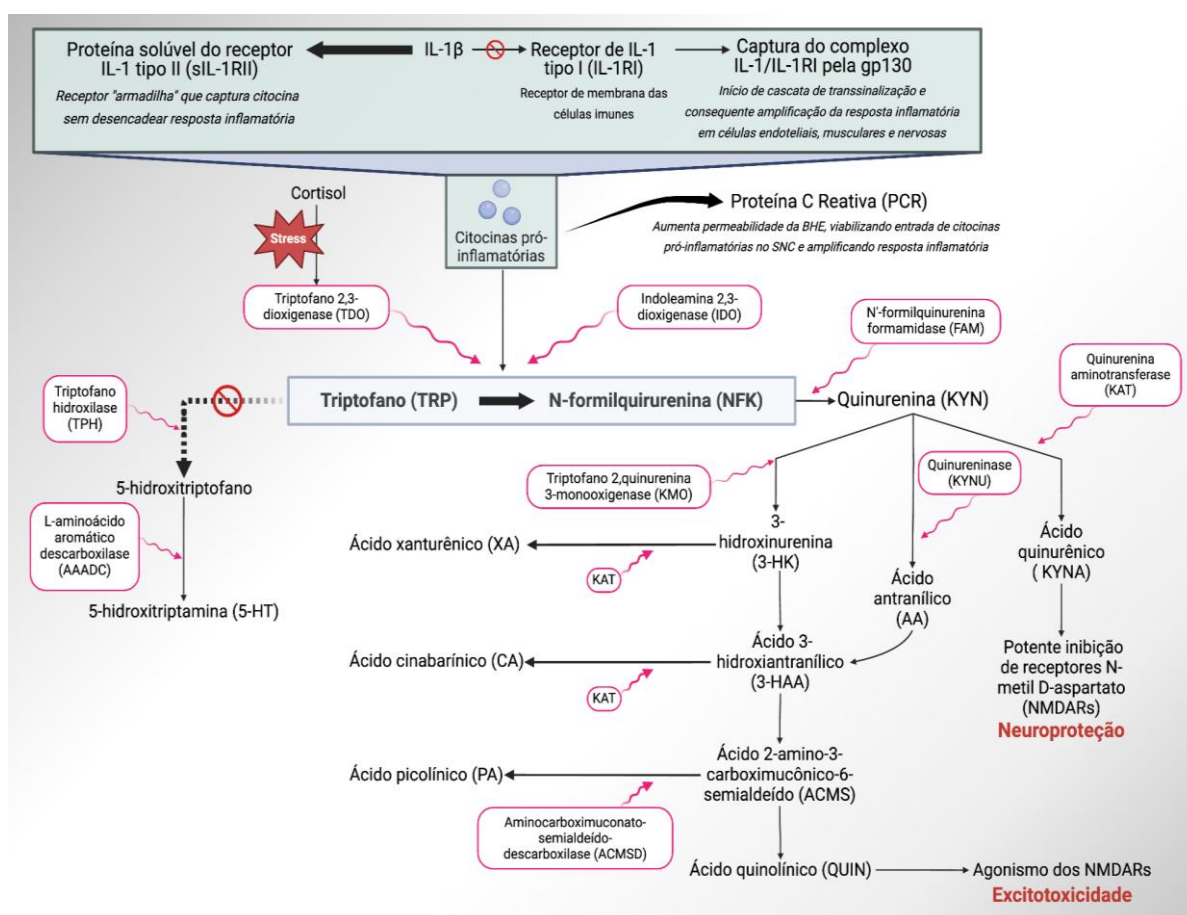 Proteína solúvel do receptor
IL-1 tipo II (sIL-1RII)
Receptor "armadilha" que captura citocina
sem desencadear resposta inflamatória
IL-1β
Receptor de IL-1
tipo I (IL-1RI)
Receptor de membrana das
células imunes
Captura do complexo
IL-1/IL-1RI pela gp130
Início de cascata de transsinalização e
consequente amplificação da resposta inflamatória
em células endoteliais, musculares e nervosas
Cortisol
Stress
Citocinas pró-
inflamatórias
Proteína C Reativa (PCR)
Aumenta permeabilidade da BHE, viabilizando entrada de citocinas
pró-inflamatórias no SNC e amplificando resposta inflamatória
Triptofano 2,3-
dioxigenase (TDO)
Indoleamina 2,3-
dioxigenase (IDO)
N'-formilquinurenina
formamidase (FAM)
Quinurenina
aminotransferase
(KAT)
Triptofano
hidroxilase
(TPH)
Triptofano (TRP)
N-formilquirurenina (NFK)
Quinurenina (KYN)
Triptofano 2,quinurenina
3-monooxigenase (KMO)
Quinureninase
(KYNU)
5-hidroxitriptofano
L-aminoácido
aromático
descarboxilase
(AAADC)
5-hidroxitriptamina (5-HT)
Ácido xanturênico (XA)
KAT
3-
hidroxinurenina
(3-HK)
Ácido
antranílico
(AA)
Ácido
quinurênico
( KYNA)
Ácido cinabarínico (CA)
KAT
Ácido 3-
hidroxiantranílico
(3-HAA)
Potente inibição
de receptores N-
metil D-aspartato
(NMDARs)
Neuroproteção
Ácido picolínico (PA)
Ácido 2-amino-3-
carboximucônico-6-
semialdeído (ACMS)
Aminocarboximuconato-
semialdeído-
descarboxilase (ACMSD)
Ácido quinolínico (QUIN)
Agonismo dos NMDARs
Excitotoxicidade